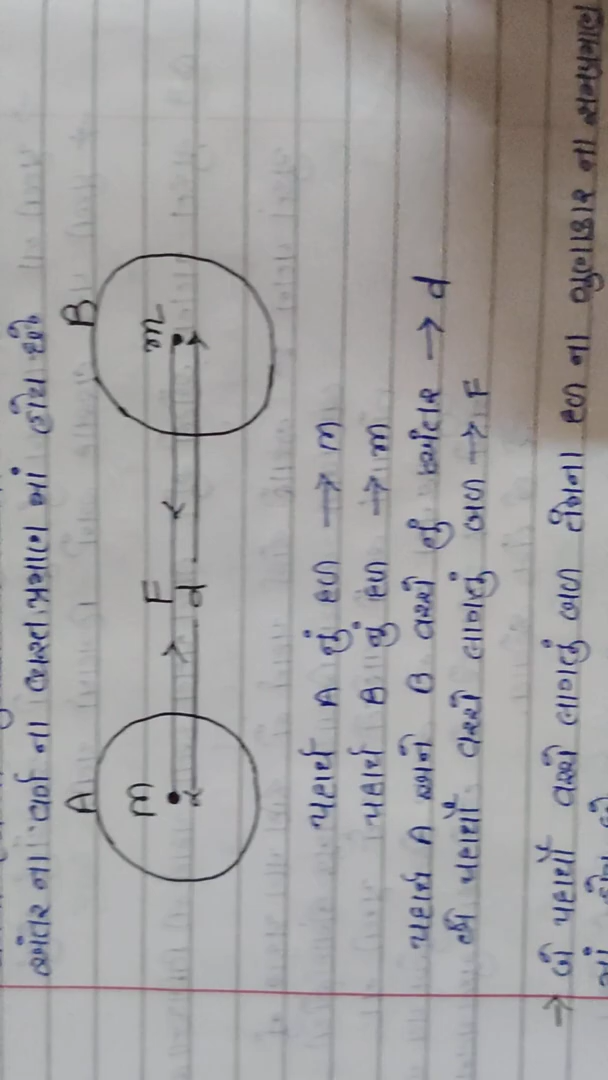 અંતર ના વર્ગ ના વ્યસ્ત પ્રમાણ માં હોય છે
A B
m m
F
d
પદાર્થ A નું દળ → m
પદાર્થ B નું દળ → m
પદાર્થ A અને B વચ્ચે નું અંતર → d
બે પદાર્થો વચ્ચે લાગતું બળ → F
→ બે પદાર્થો વચ્ચે લાગતું બળ તેમના દળ ના ગુણાકાર ના સમપ્રમાણ